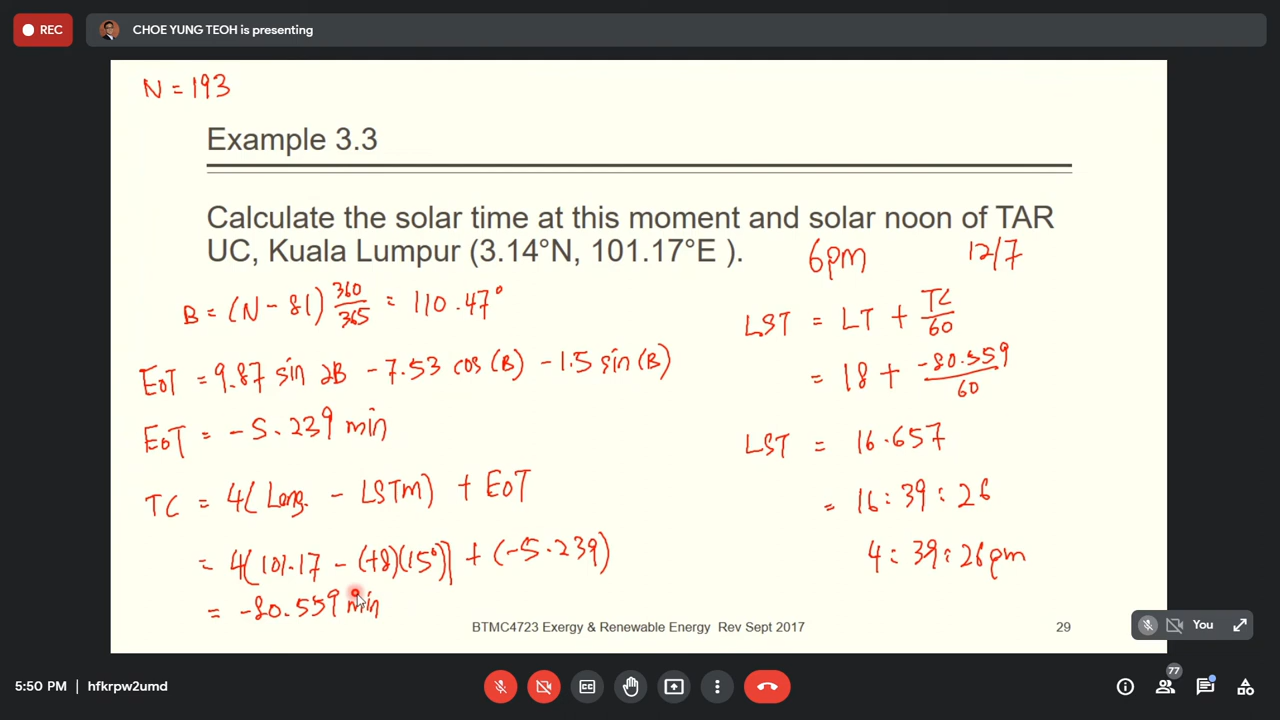 REC
CHOE YUNG TEOH is presenting
N = 193
Example 3.3
Calculate the solar time at this moment and solar noon of TAR
UC, Kuala Lumpur (3.14°N, 101.17°E ).
6pm 12/7
B = (N - 81) 360/365 = 110.47°
EoT = 9.87 sin 2B - 7.53 cos (B) - 1.5 sin (B)
EoT = -5.239 min
TC = 4(Long. - LSTM) + EoT
= 4(101.17 - (+8)(15°)] + (-5.239)
= -80.559 min
LST = LT + TC/60
= 18 + -80.559/60
LST = 16.657
= 16:39:26
4:39:26pm
BTMC4723 Exergy & Renewable Energy Rev Sept 2017
29
You
5:50 PM | hfkrpw2umd
77